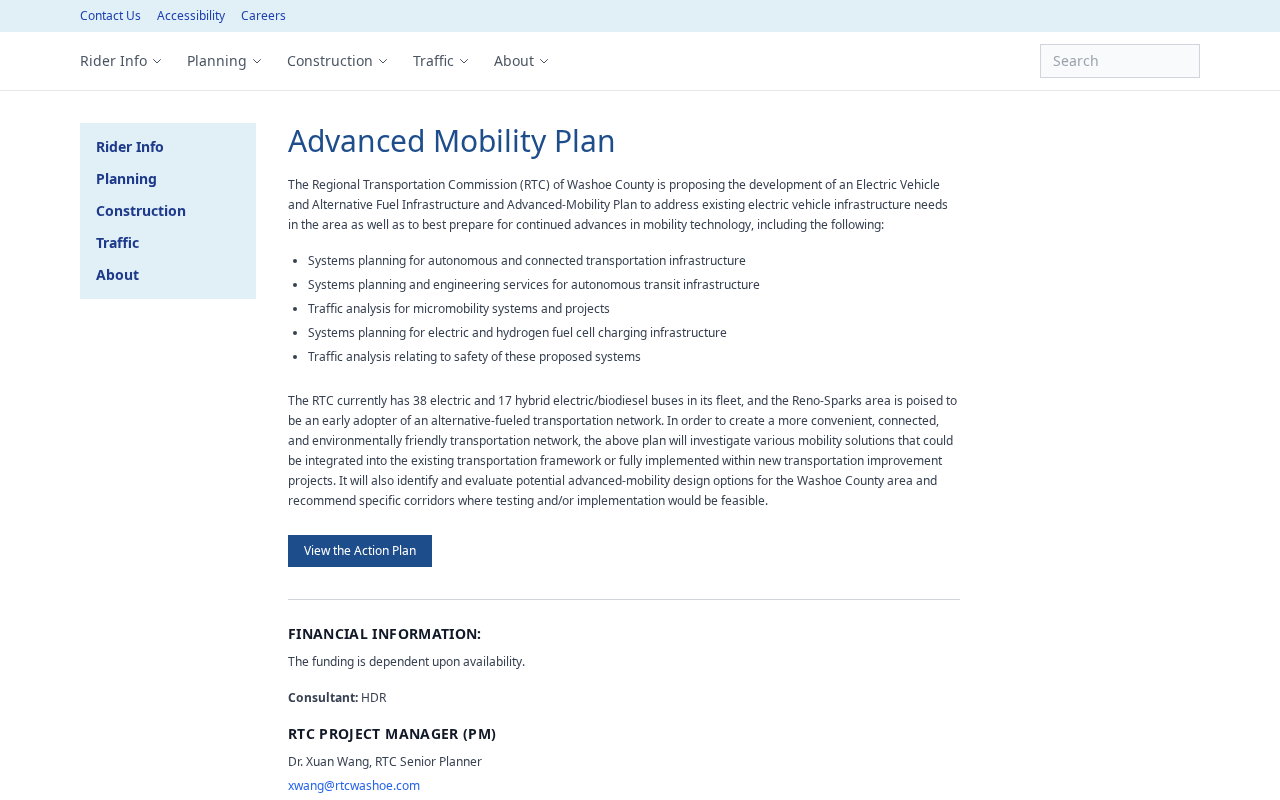 Contact Us Accessibility Careers
Rider Info Planning Construction Traffic About Search
Rider Info
Planning
Construction
Traffic
About
Advanced Mobility Plan
The Regional Transportation Commission (RTC) of Washoe County is proposing the development of an Electric Vehicle
and Alternative Fuel Infrastructure and Advanced-Mobility Plan to address existing electric vehicle infrastructure needs
in the area as well as to best prepare for continued advances in mobility technology, including the following:
• Systems planning for autonomous and connected transportation infrastructure
• Systems planning and engineering services for autonomous transit infrastructure
• Traffic analysis for micromobility systems and projects
• Systems planning for electric and hydrogen fuel cell charging infrastructure
• Traffic analysis relating to safety of these proposed systems
The RTC currently has 38 electric and 17 hybrid electric/biodiesel buses in its fleet, and the Reno-Sparks area is poised to
be an early adopter of an alternative-fueled transportation network. In order to create a more convenient, connected,
and environmentally friendly transportation network, the above plan will investigate various mobility solutions that could
be integrated into the existing transportation framework or fully implemented within new transportation improvement
projects. It will also identify and evaluate potential advanced-mobility design options for the Washoe County area and
recommend specific corridors where testing and/or implementation would be feasible.
View the Action Plan
FINANCIAL INFORMATION:
The funding is dependent upon availability.
Consultant: HDR
RTC PROJECT MANAGER (PM)
Dr. Xuan Wang, RTC Senior Planner
xwang@rtcwashoe.com